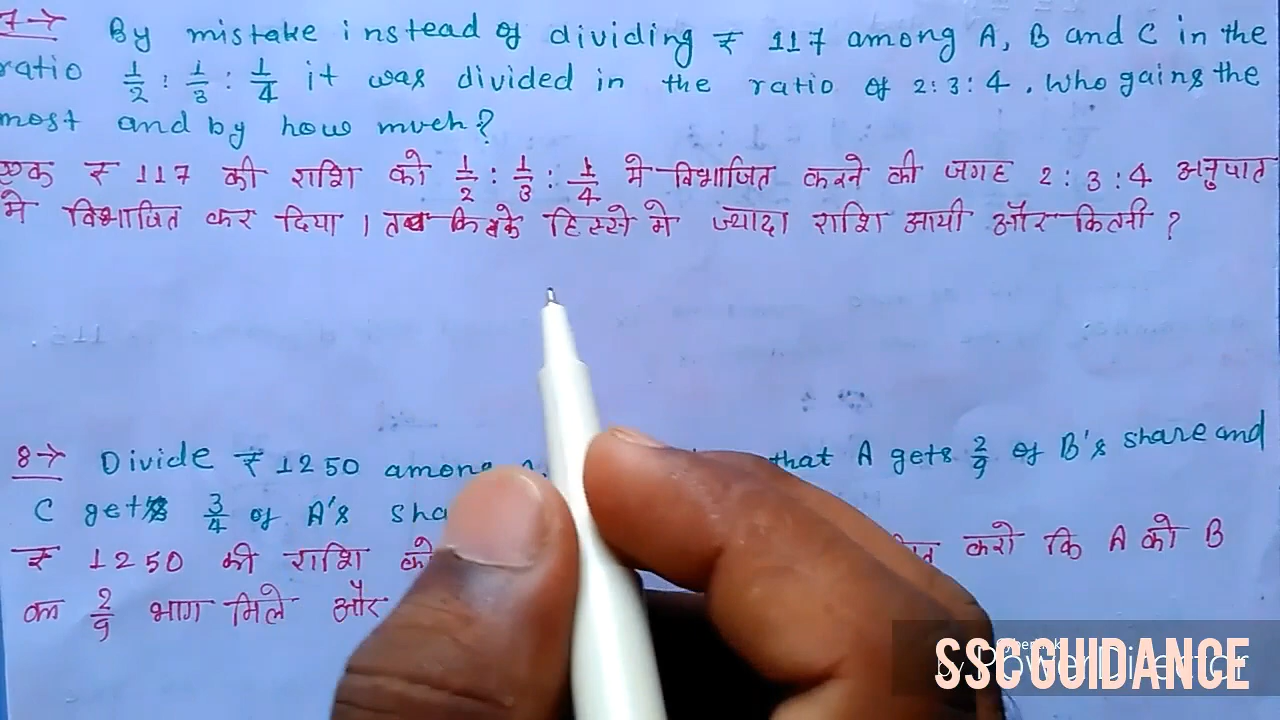 7→ By mistake instead of dividing ₹ 117 among A, B and C in the
ratio 1/2 : 1/3 : 1/4 it was divided in the ratio of 2:3:4. Who gains the
most and by how much?
एक ₹ 117 की राशि को 1/2 : 1/3 : 1/4 मे विभाजित करने की जगह 2:3:4 अनुपात
मे विभाजित कर दिया । तब किसके हिस्से मे ज्यादा राशि आयी और कितनी ?
8→ Divide ₹ 1250 among that A gets 2/9 of B's share and
C gets 3/4 of A's
₹ 1250 की राशि को करो कि A को B
का 2/9 भाग मिले और
SSC GUIDANCE
by PowerDirector